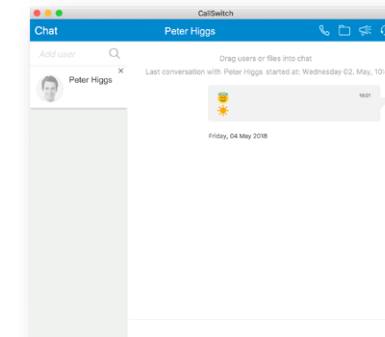 CallSwitch
Chat
Peter Higgs
Add user
Peter Higgs
Drag users or files into chat
Last conversation with Peter Higgs started at: Wednesday 02, May, 10:
16:01
Friday, 04 May 2018